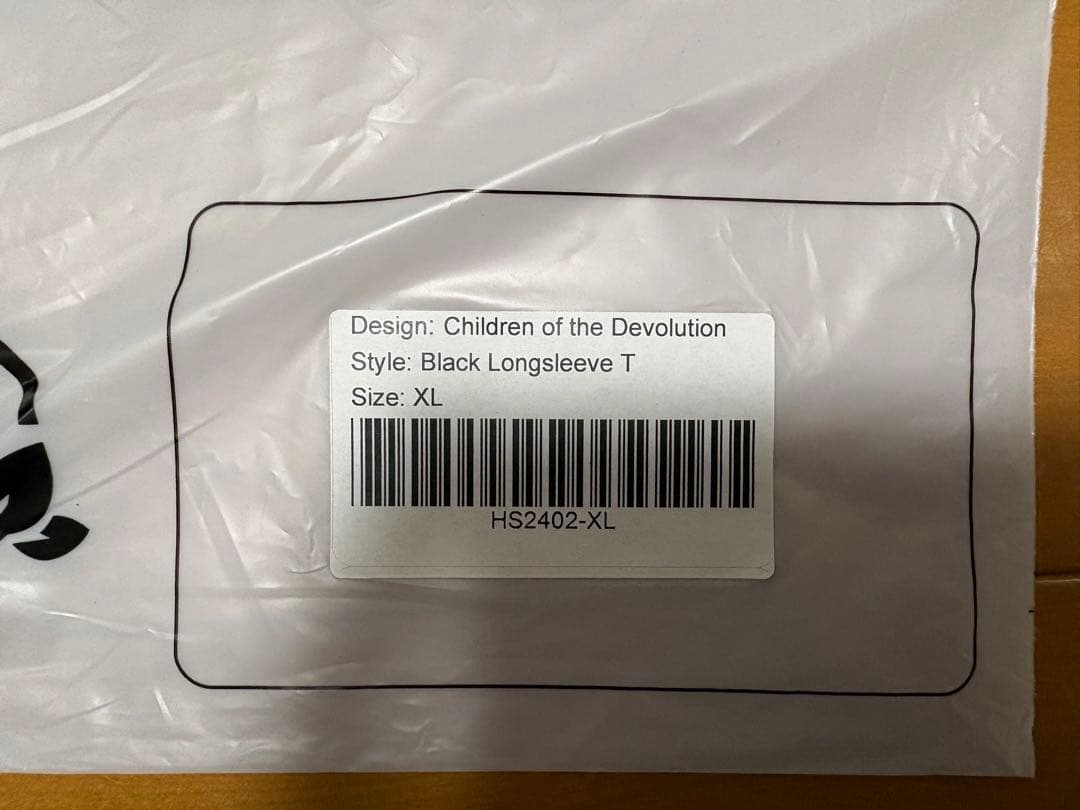 Design: Children of the Devolution
Style: Black Longsleeve T
Size: XL
HS2402-XL